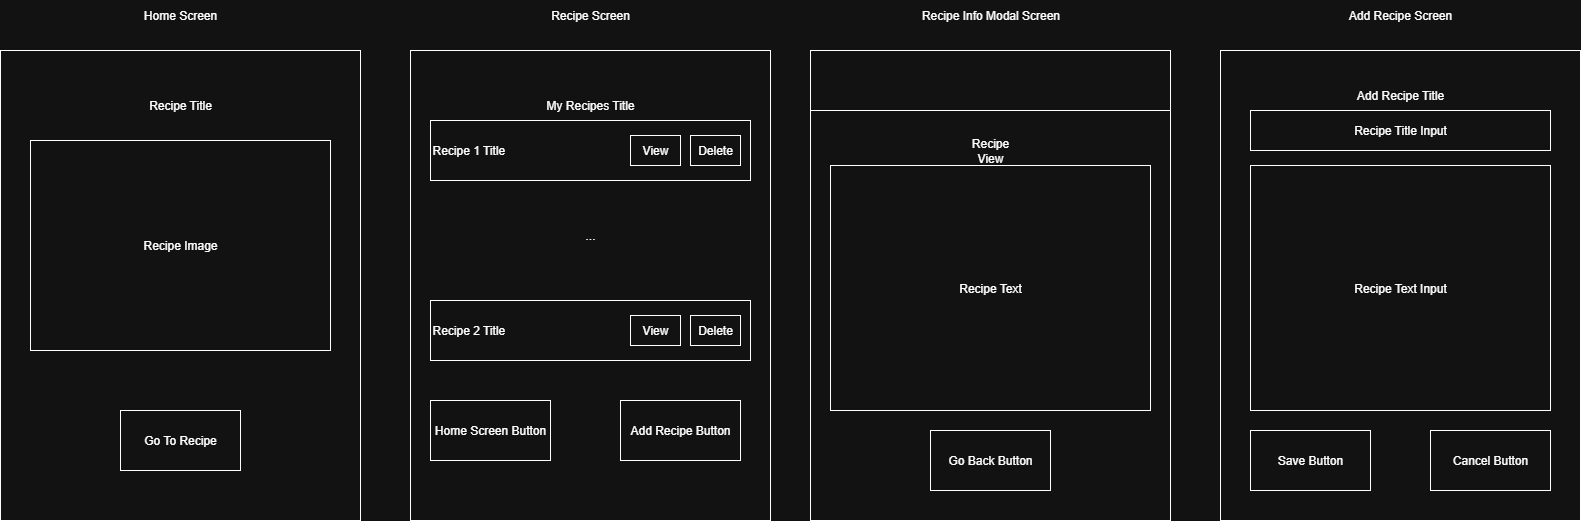 Home Screen
Recipe Title
Recipe Image
Go To Recipe
Recipe Screen
My Recipes Title
Recipe 1 Title
View
Delete
...
Recipe 2 Title
View
Delete
Home Screen Button
Add Recipe Button
Recipe Info Modal Screen
Recipe
View
Recipe Text
Go Back Button
Add Recipe Screen
Add Recipe Title
Recipe Title Input
Recipe Text Input
Save Button
Cancel Button